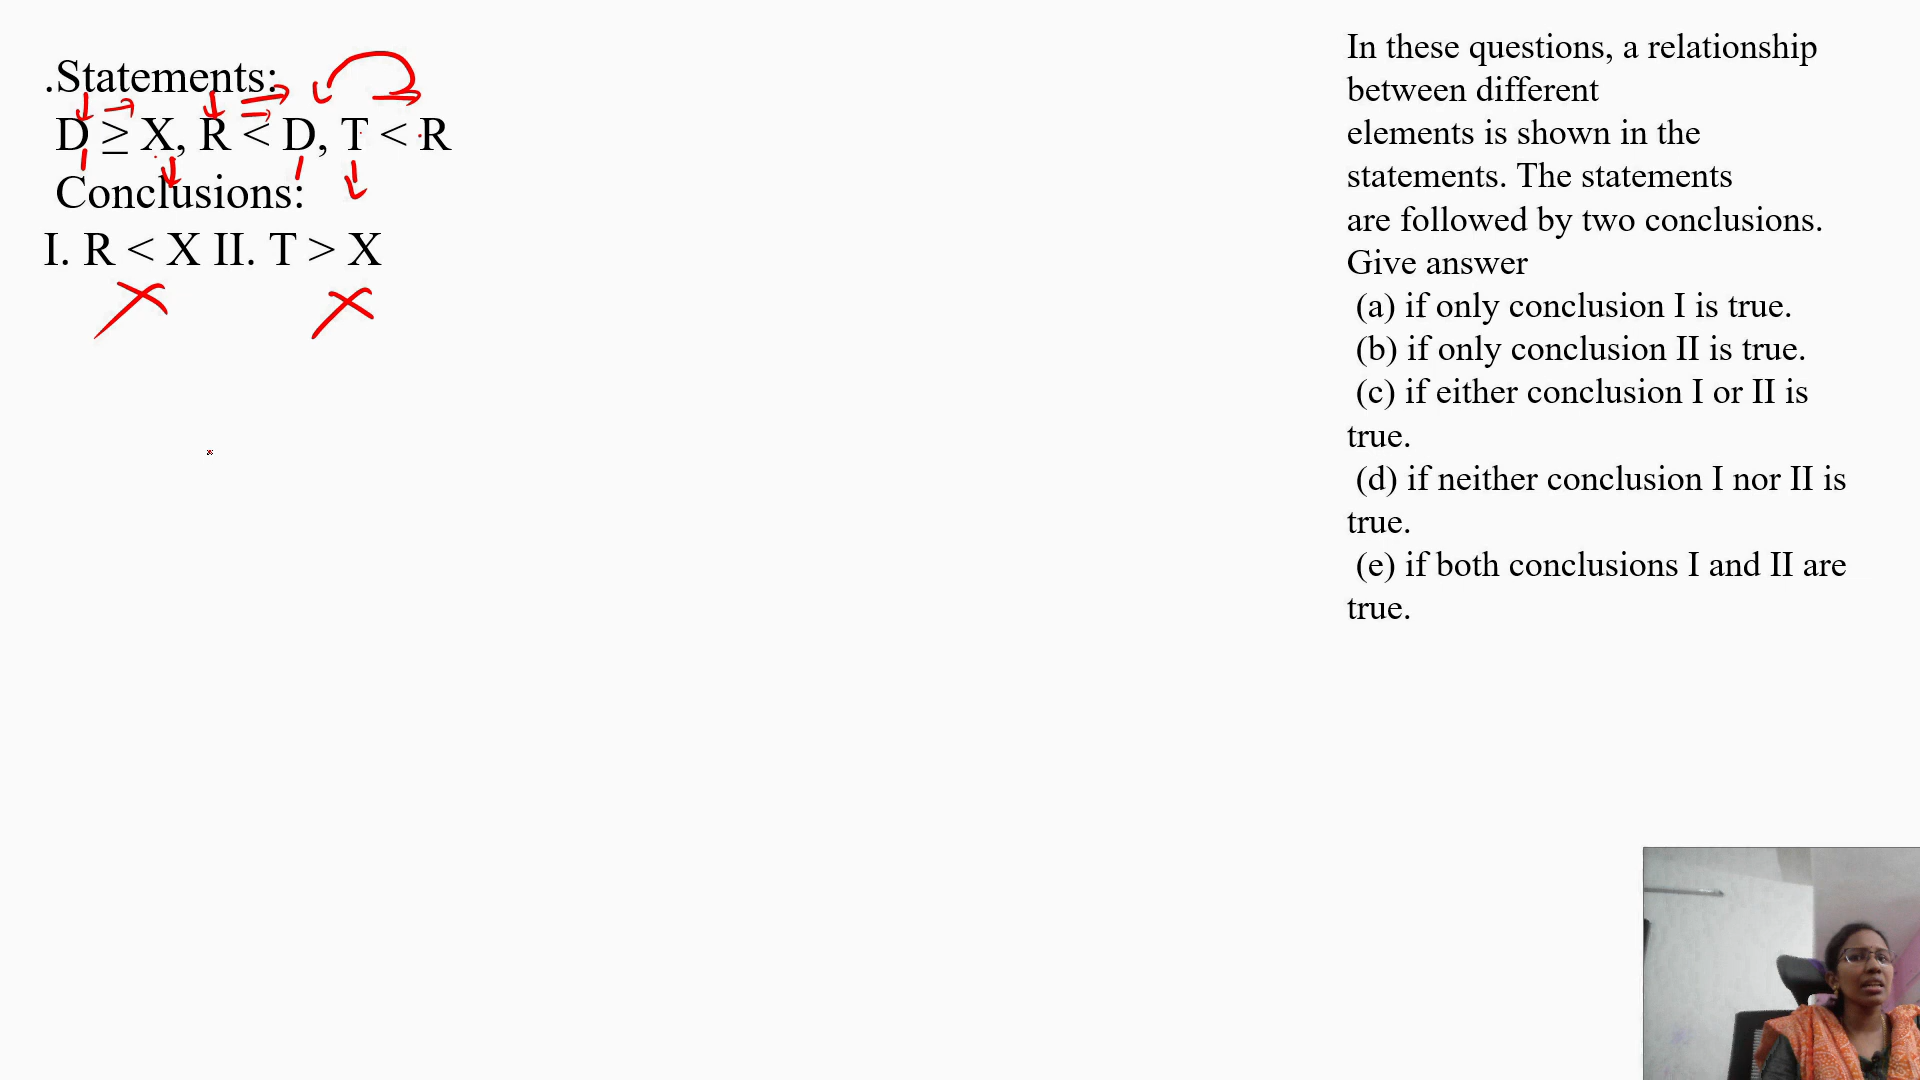 .Statements:
D ≥ X, R < D, T < R
Conclusions:
I. R < X II. T > X
In these questions, a relationship
between different
elements is shown in the
statements. The statements
are followed by two conclusions.
Give answer
(a) if only conclusion I is true.
(b) if only conclusion II is true.
(c) if either conclusion I or II is
true.
(d) if neither conclusion I nor II is
true.
(e) if both conclusions I and II are
true.